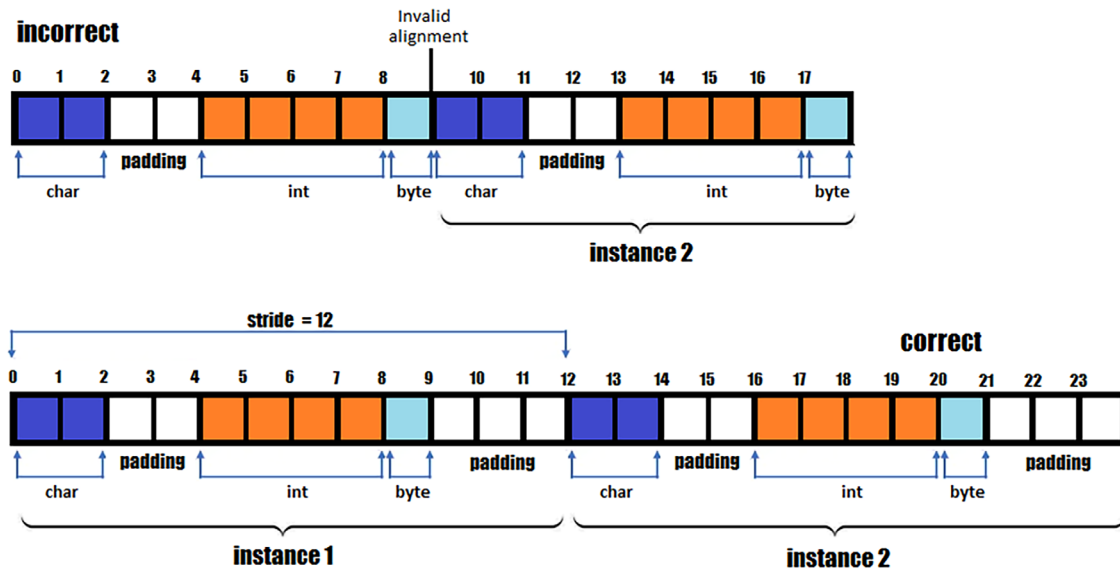 Invalid
alignment
incorrect
0 1 2 3 4 5 6 7 8 10 11 12 13 14 15 16 17
padding padding
char int byte char int byte
instance 2
stride = 12
correct
0 1 2 3 4 5 6 7 8 9 10 11 12 13 14 15 16 17 18 19 20 21 22 23
padding padding padding padding
char int byte char int byte
instance 1 instance 2